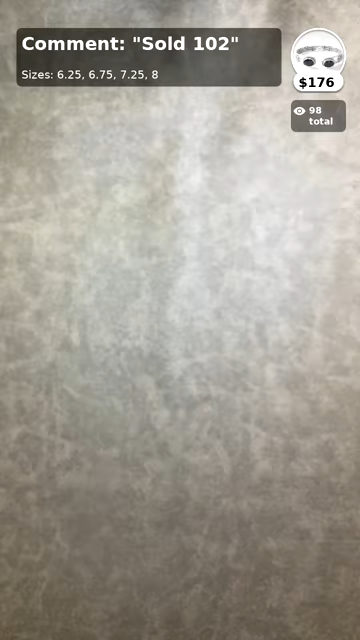 Comment: "Sold 102"
Sizes: 6.25, 6.75, 7.25, 8
$176
98
total